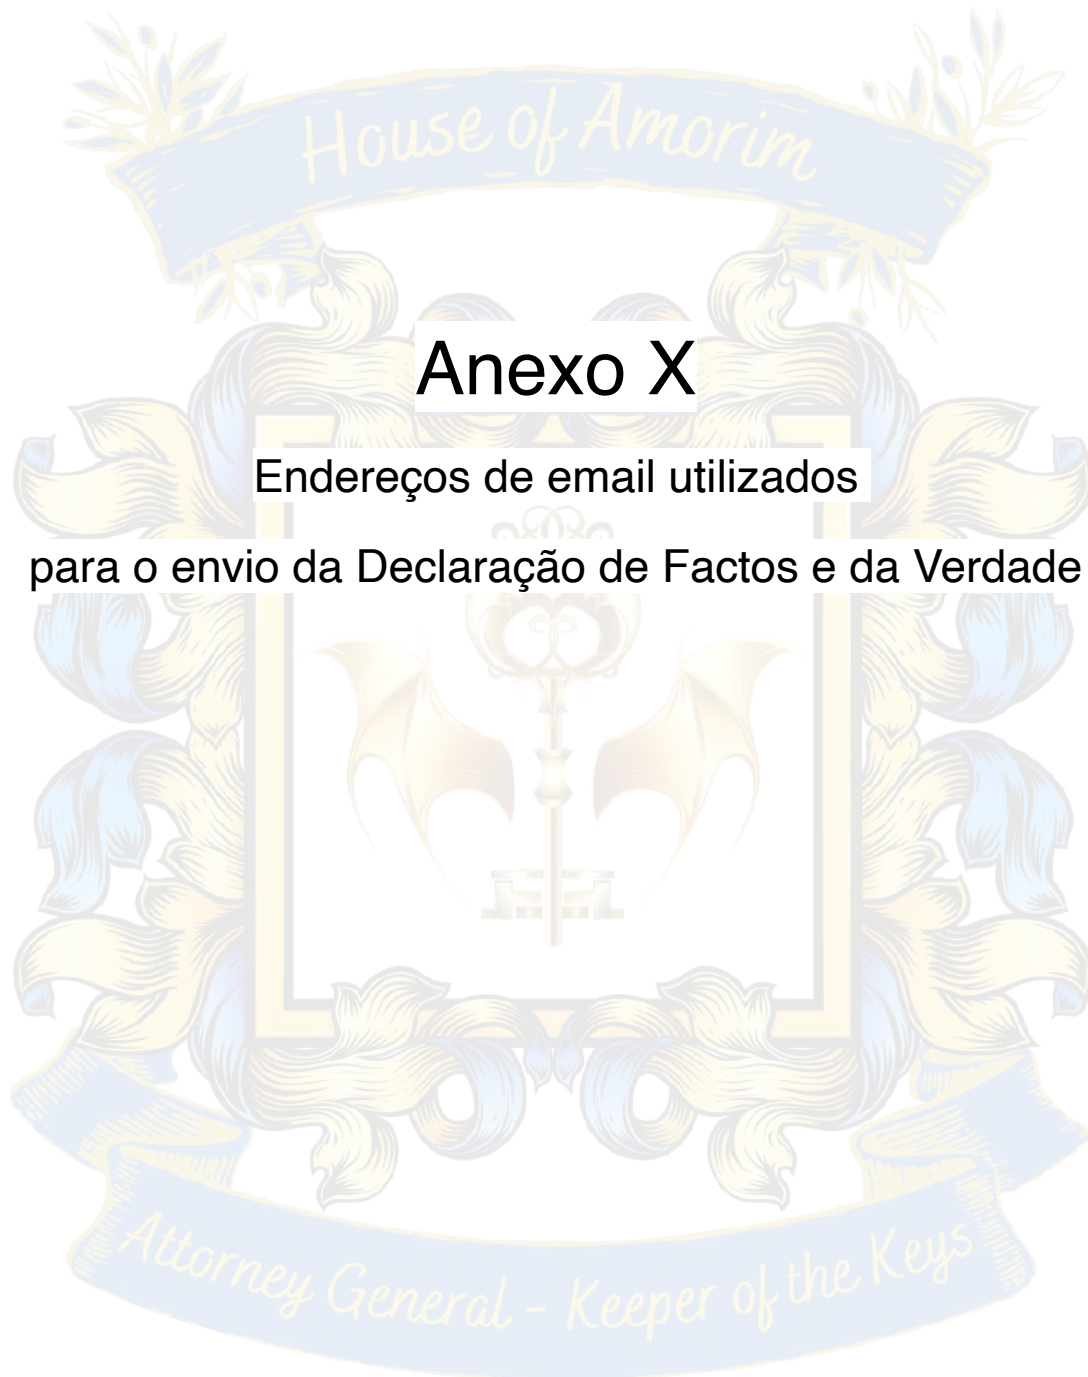 House of Amorim
Anexo X
Endereços de email utilizados
para o envio da Declaração de Factos e da Verdade
Attorney General - Keeper of the Keys